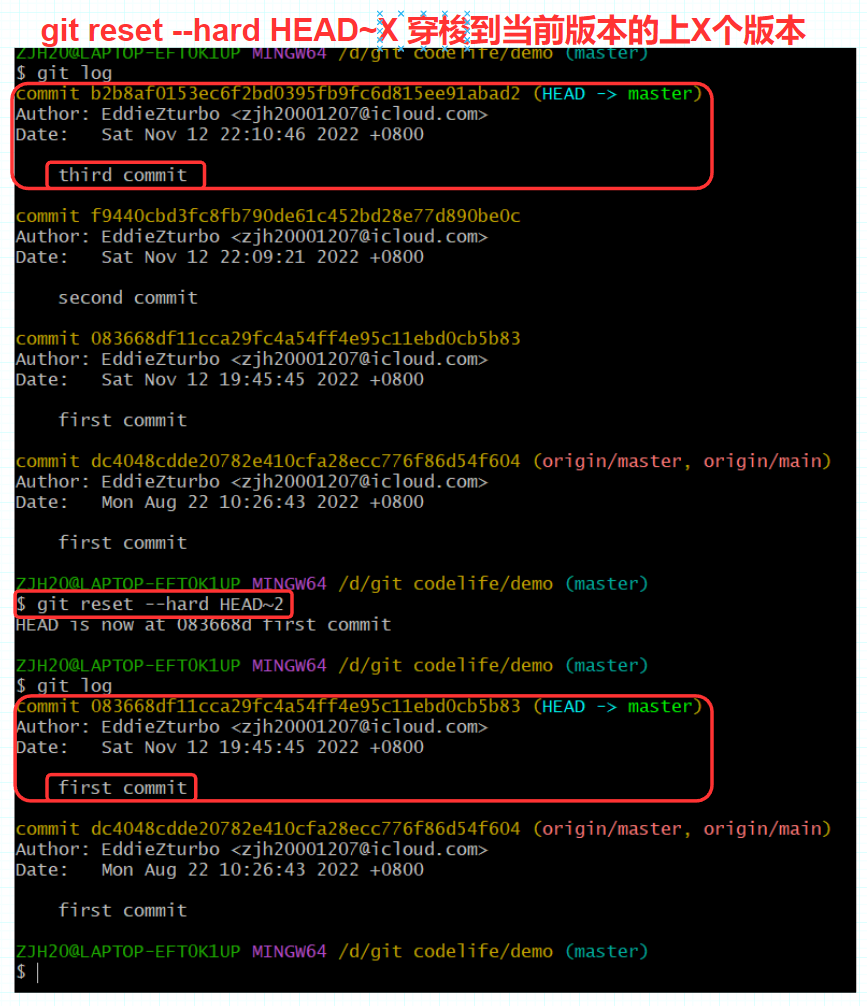 git reset --hard HEAD~X 穿梭到当前版本的上X个版本
ZJH20@LAPTOP-EFT0K1UP MINGW64 /d/git codelife/demo (master)
$ git log
commit b2b8af0153ec6f2bd0395fb9fc6d815ee91abad2 (HEAD -> master)
Author: EddieZturbo <zjh20001207@icloud.com>
Date:   Sat Nov 12 22:10:46 2022 +0800
third commit
commit f9440cbd3fc8fb790de61c452bd28e77d890be0c
Author: EddieZturbo <zjh20001207@icloud.com>
Date:   Sat Nov 12 22:09:21 2022 +0800
second commit
commit 083668df11cca29fc4a54ff4e95c11ebd0cb5b83
Author: EddieZturbo <zjh20001207@icloud.com>
Date:   Sat Nov 12 19:45:45 2022 +0800
first commit
commit dc4048cdde20782e410cfa28ecc776f86d54f604 (origin/master, origin/main)
Author: EddieZturbo <zjh20001207@icloud.com>
Date:   Mon Aug 22 10:26:43 2022 +0800
first commit
ZJH20@LAPTOP-EFT0K1UP MINGW64 /d/git codelife/demo (master)
$ git reset --hard HEAD~2
HEAD is now at 083668d first commit
ZJH20@LAPTOP-EFT0K1UP MINGW64 /d/git codelife/demo (master)
$ git log
commit 083668df11cca29fc4a54ff4e95c11ebd0cb5b83 (HEAD -> master)
Author: EddieZturbo <zjh20001207@icloud.com>
Date:   Sat Nov 12 19:45:45 2022 +0800
first commit
commit dc4048cdde20782e410cfa28ecc776f86d54f604 (origin/master, origin/main)
Author: EddieZturbo <zjh20001207@icloud.com>
Date:   Mon Aug 22 10:26:43 2022 +0800
first commit
ZJH20@LAPTOP-EFT0K1UP MINGW64 /d/git codelife/demo (master)
$